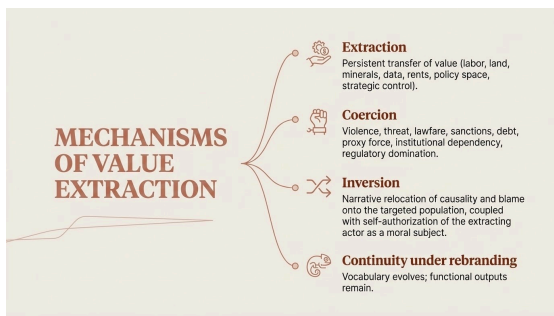 MECHANISMS
OF VALUE
EXTRACTION
Extraction
Persistent transfer of value (labor, land,
minerals, data, rents, policy space,
strategic control).
Coercion
Violence, threat, lawfare, sanctions, debt,
proxy force, institutional dependency,
regulatory domination.
Inversion
Narrative relocation of causality and blame
onto the targeted population, coupled
with self-authorization of the extracting
actor as a moral subject.
Continuity under rebranding
Vocabulary evolves; functional outputs
remain.